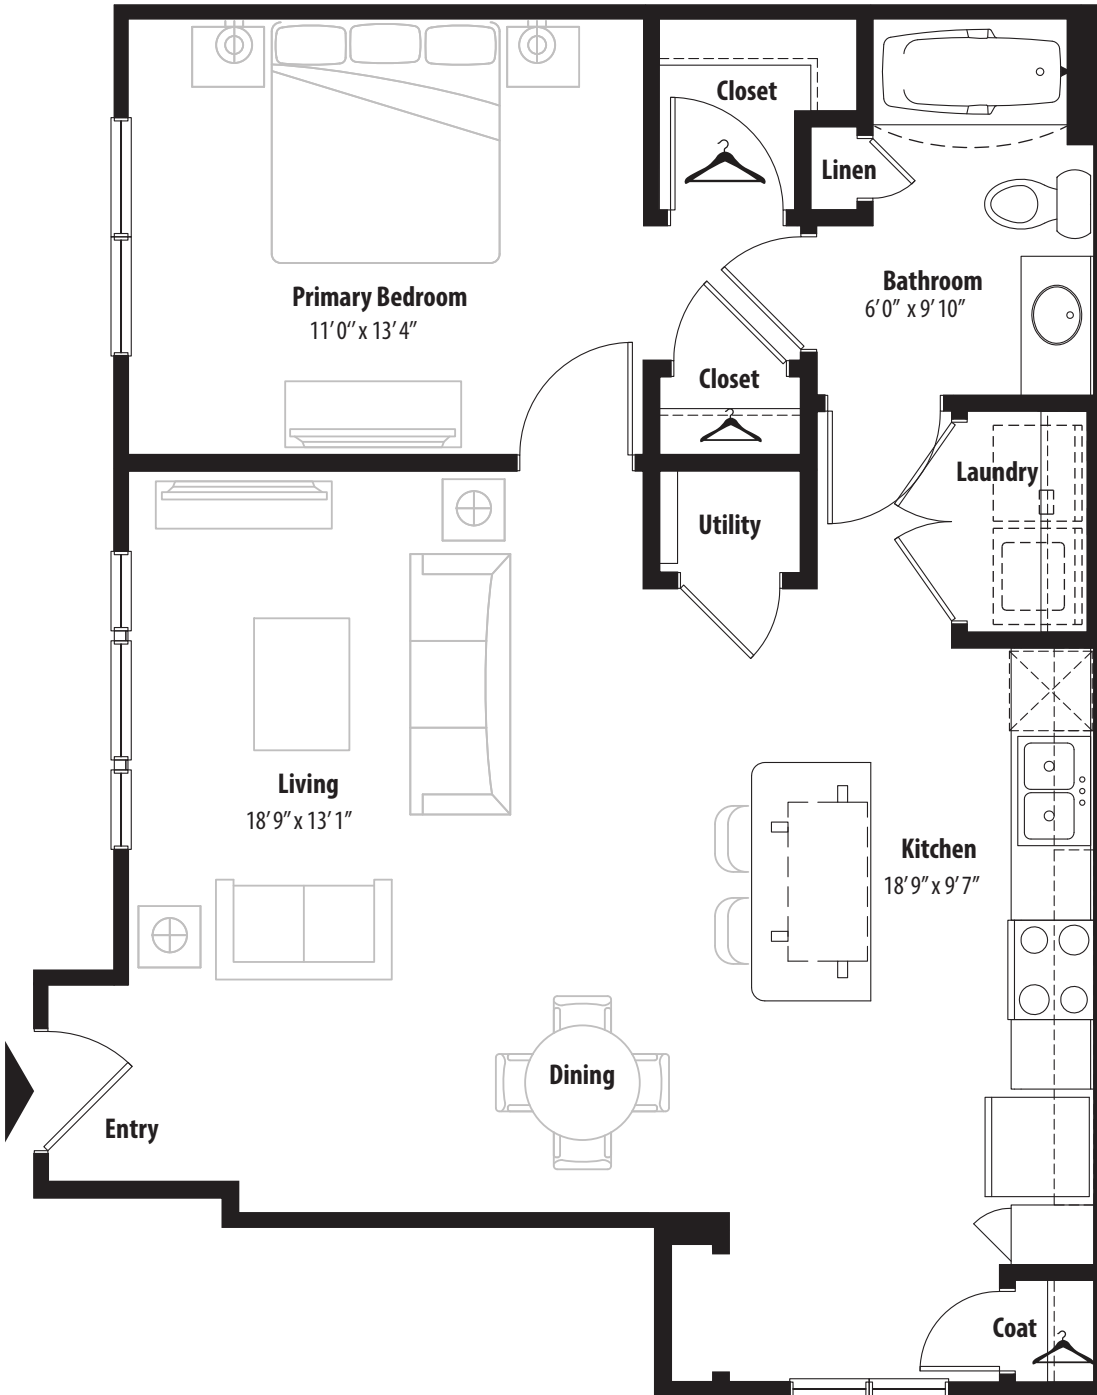 Closet
Linen
Primary Bedroom
11'0" x 13'4"
Bathroom
6'0" x 9'10"
Closet
Laundry
Utility
Living
18'9" x 13'1"
Kitchen
18'9" x 9'7"
Dining
Entry
Coat